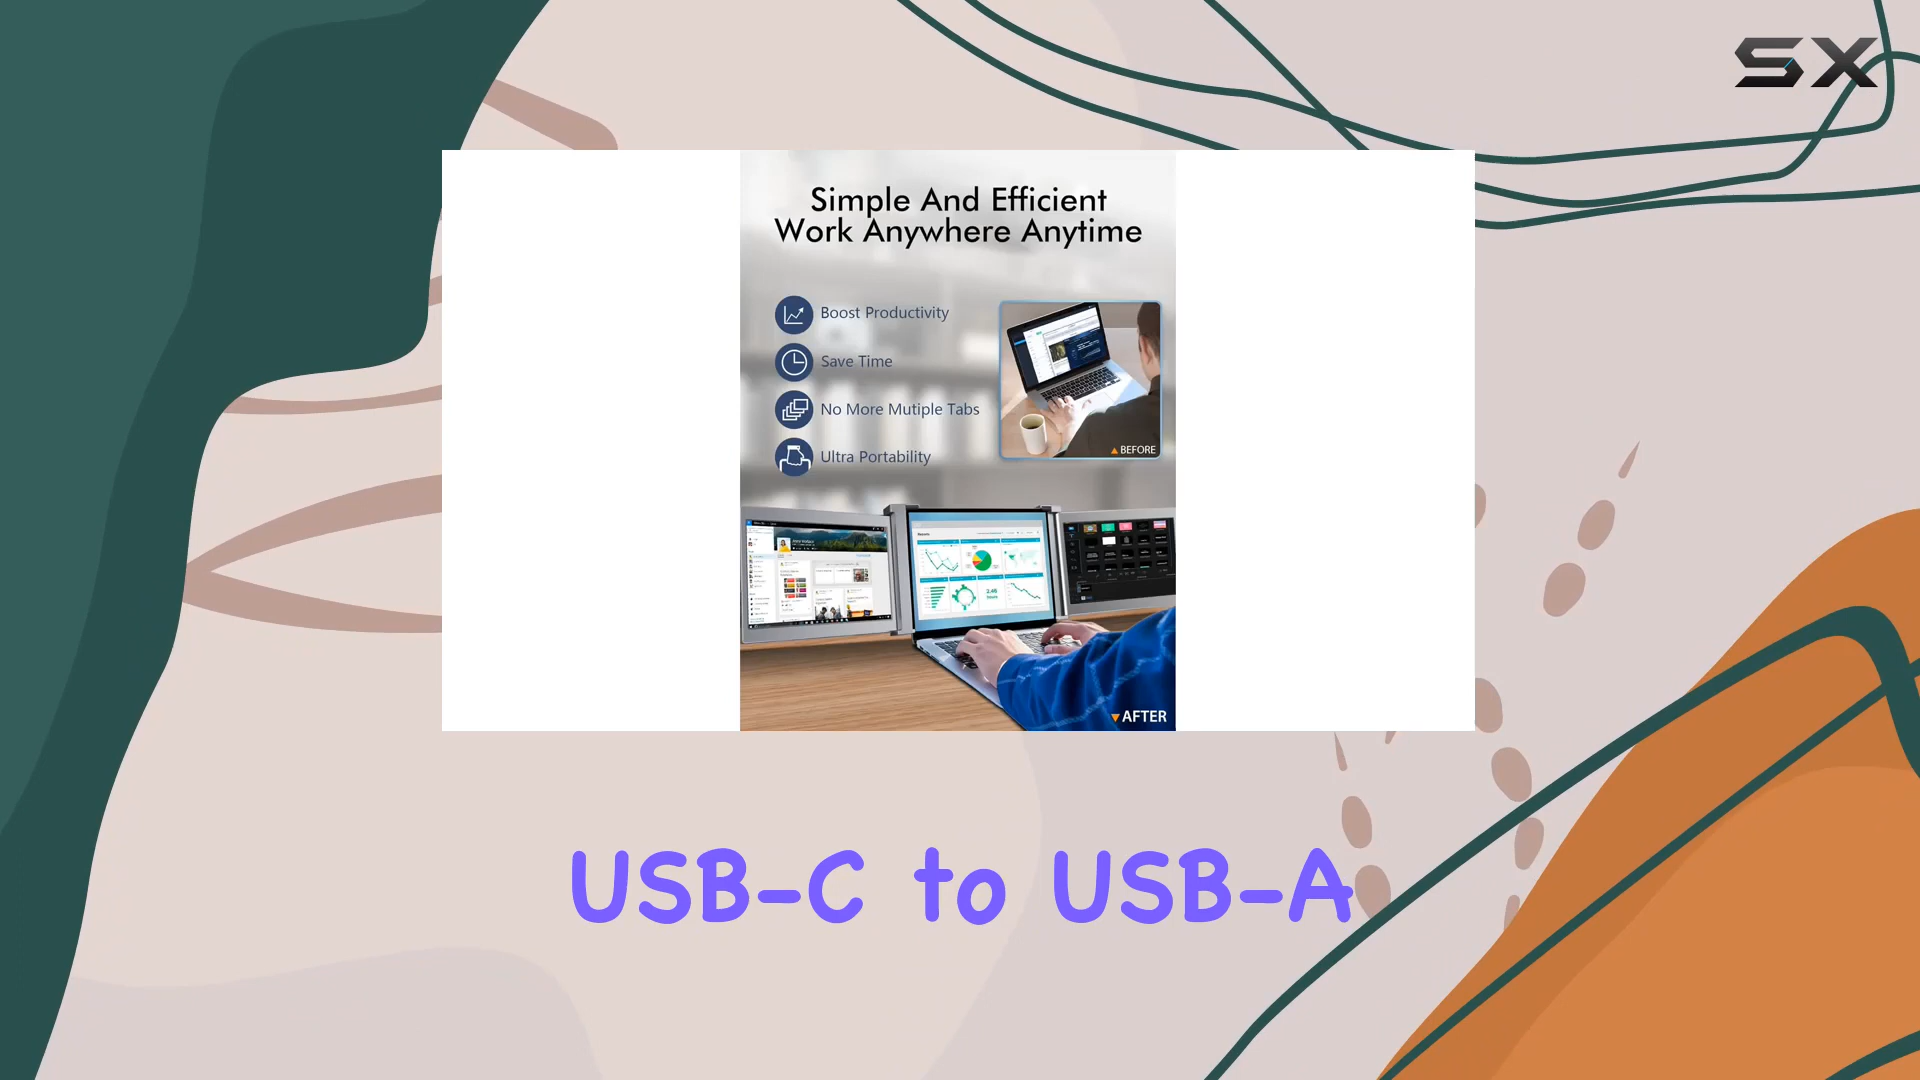 SX
Simple And Efficient
Work Anywhere Anytime
Boost Productivity
Save Time
No More Mutiple Tabs
Ultra Portability
BEFORE
Reports
AFTER
USB-C to USB-A